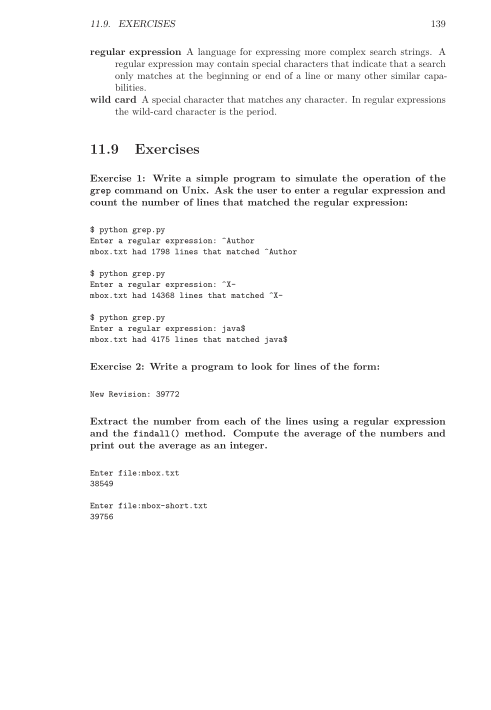 11.9. EXERCISES 139
regular expression A language for expressing more complex search strings. A
regular expression may contain special characters that indicate that a search
only matches at the beginning or end of a line or many other similar capa-
bilities.
wild card A special character that matches any character. In regular expressions
the wild-card character is the period.
11.9 Exercises
Exercise 1: Write a simple program to simulate the operation of the
grep command on Unix. Ask the user to enter a regular expression and
count the number of lines that matched the regular expression:
$ python grep.py
Enter a regular expression: ^Author
mbox.txt had 1798 lines that matched ^Author
$ python grep.py
Enter a regular expression: ^X-
mbox.txt had 14368 lines that matched ^X-
$ python grep.py
Enter a regular expression: java$
mbox.txt had 4175 lines that matched java$
Exercise 2: Write a program to look for lines of the form:
New Revision: 39772
Extract the number from each of the lines using a regular expression
and the findall() method. Compute the average of the numbers and
print out the average as an integer.
Enter file:mbox.txt
38549
Enter file:mbox-short.txt
39756